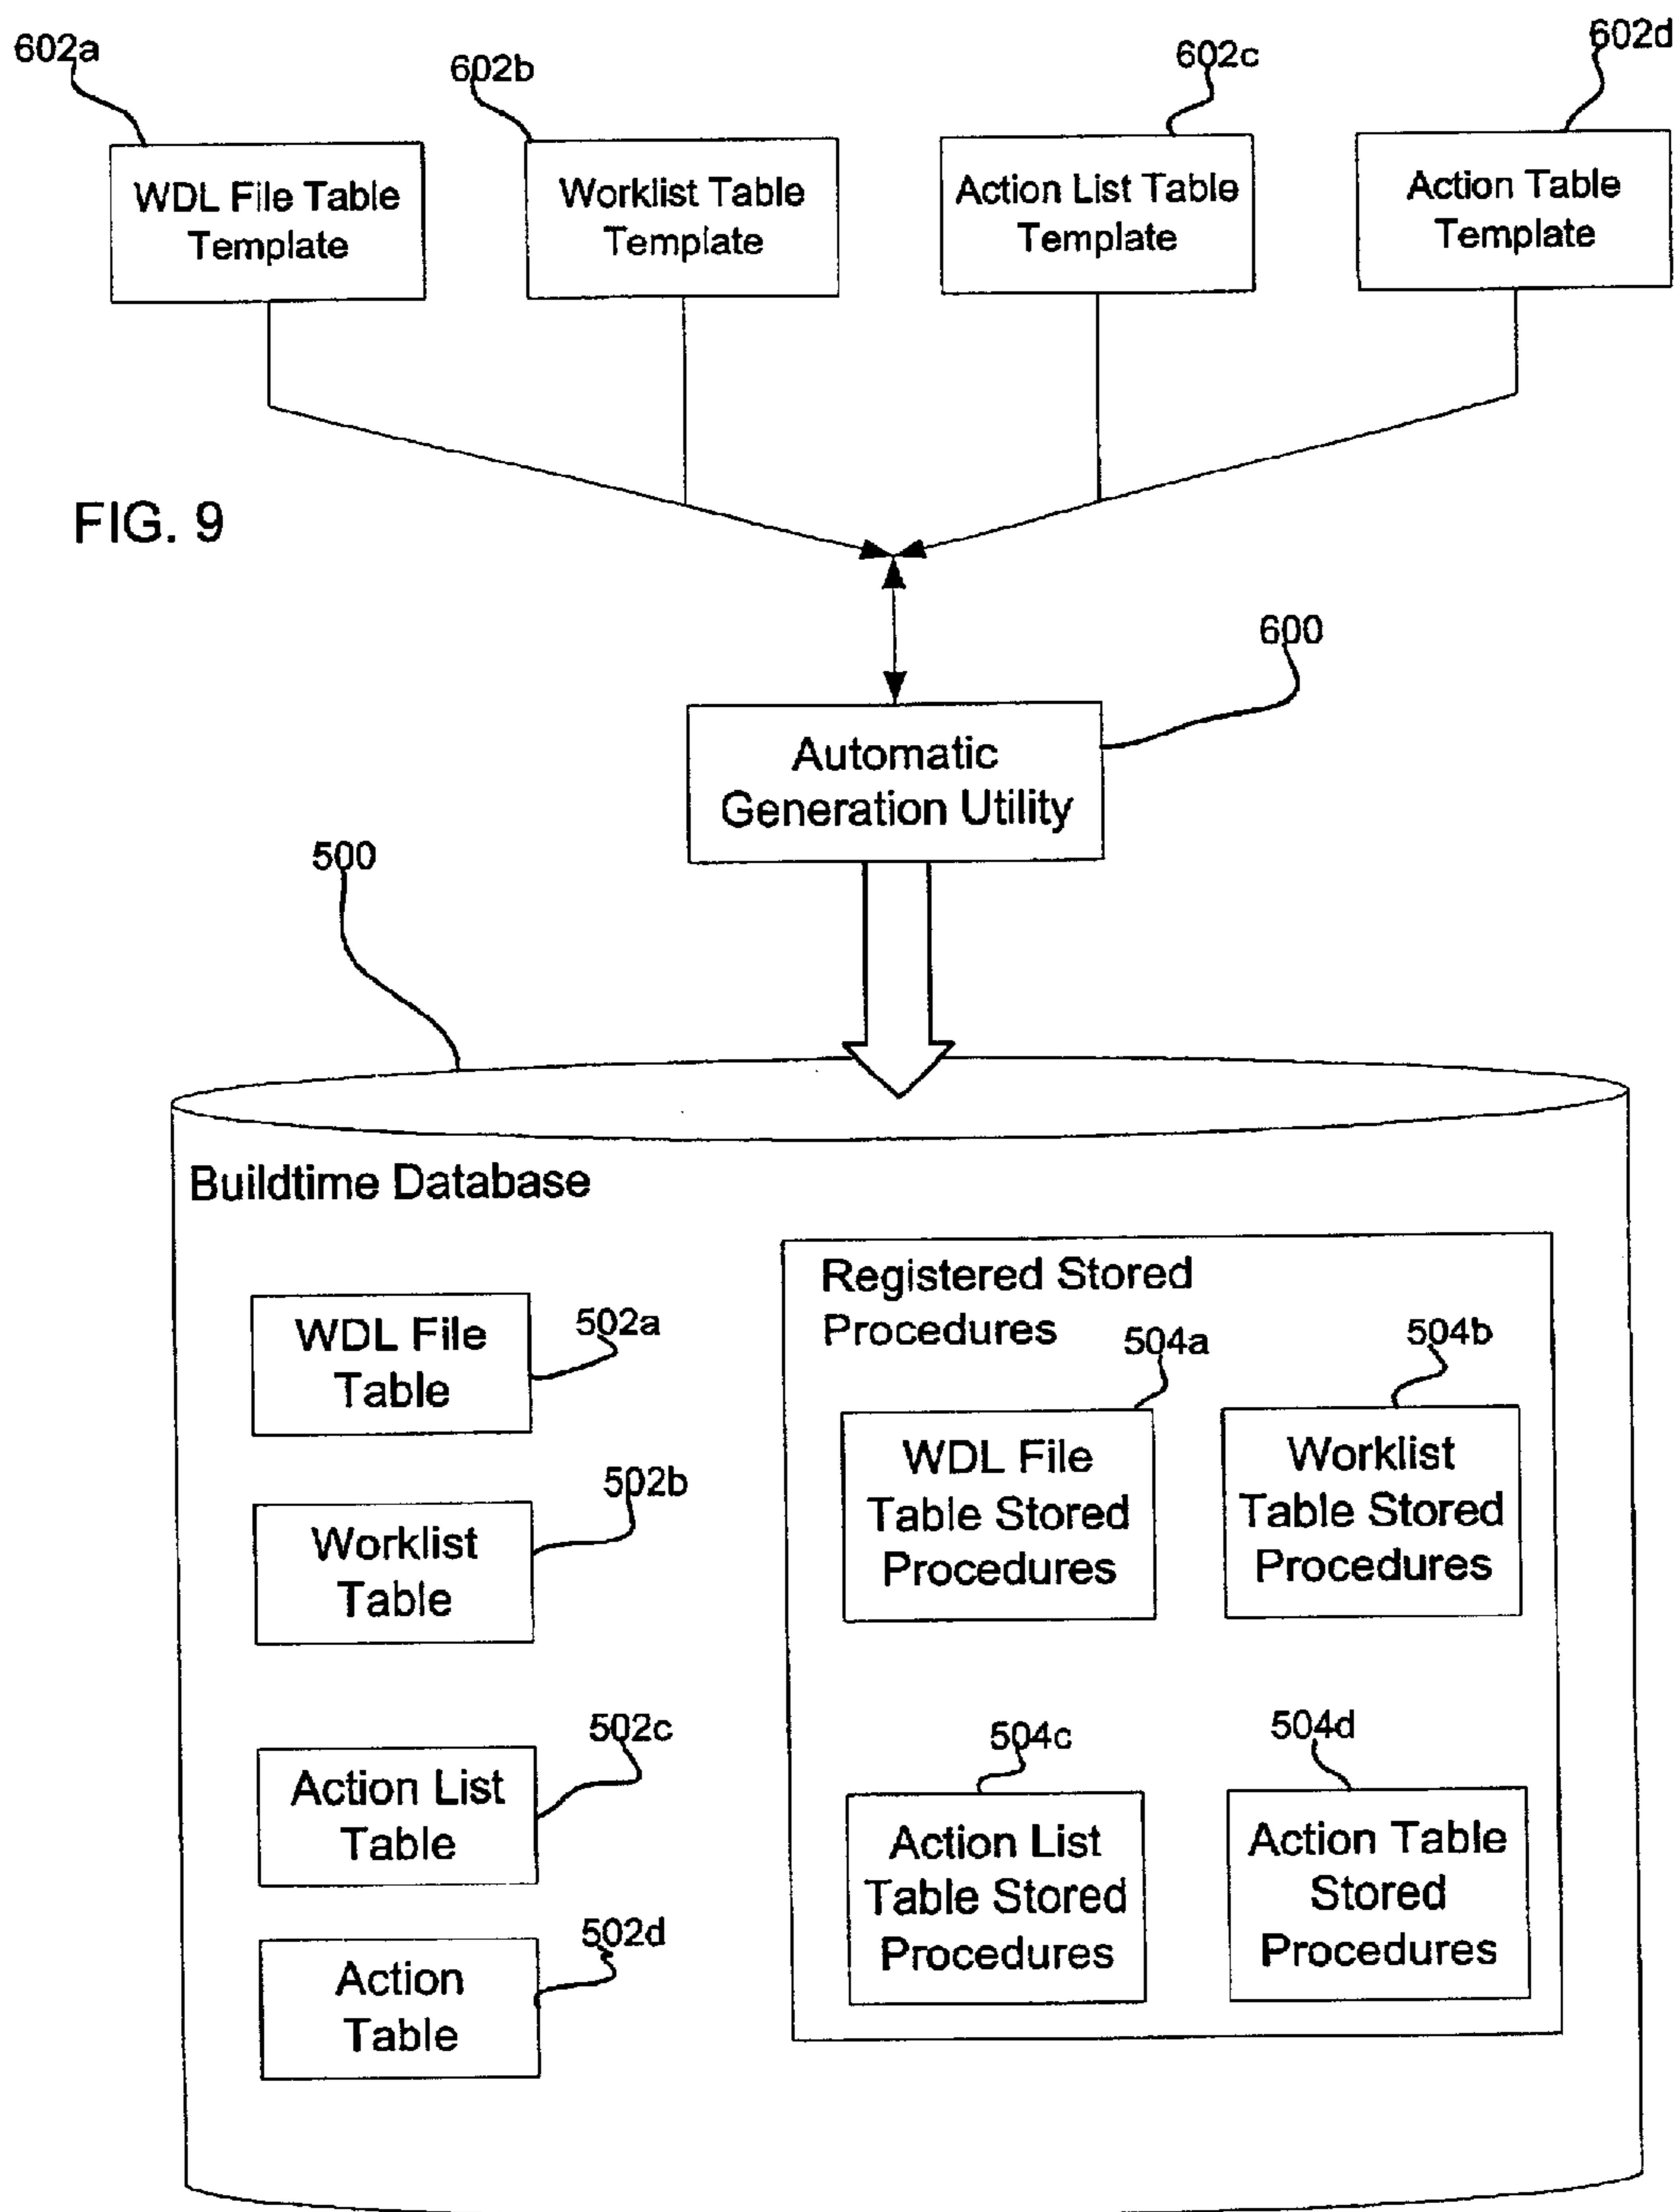 602a
602b
602c
602d
WDL File Table
Template
Worklist Table
Template
Action List Table
Template
Action Table
Template
FIG. 9
600
Automatic
Generation Utility
500
Buildtime Database
WDL File
Table
502a
Worklist
Table
502b
Action List
Table
502c
Action
Table
502d
Registered Stored
Procedures
504a
504b
WDL File
Table Stored
Procedures
Worklist
Table Stored
Procedures
504c
504d
Action List
Table Stored
Procedures
Action Table
Stored
Procedures